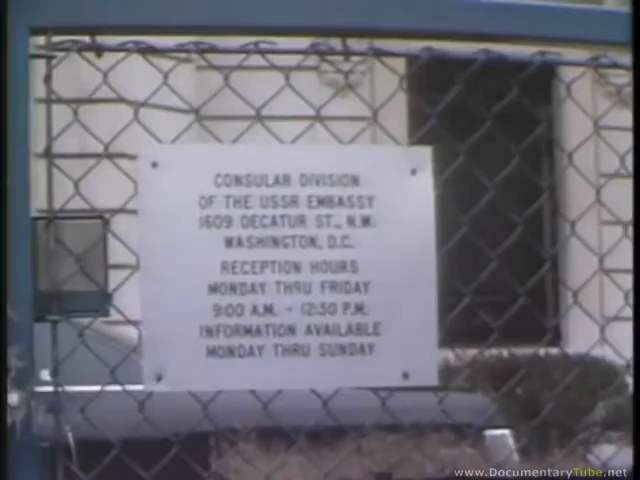 CONSULAR DIVISION
OF THE USSR EMBASSY
1609 DECATUR ST., N.W.
WASHINGTON, D.C.
RECEPTION HOURS
MONDAY THRU FRIDAY
9:00 A.M. - 12:30 P.M.
INFORMATION AVAILABLE
MONDAY THRU SUNDAY
www.DocumentaryTube.net